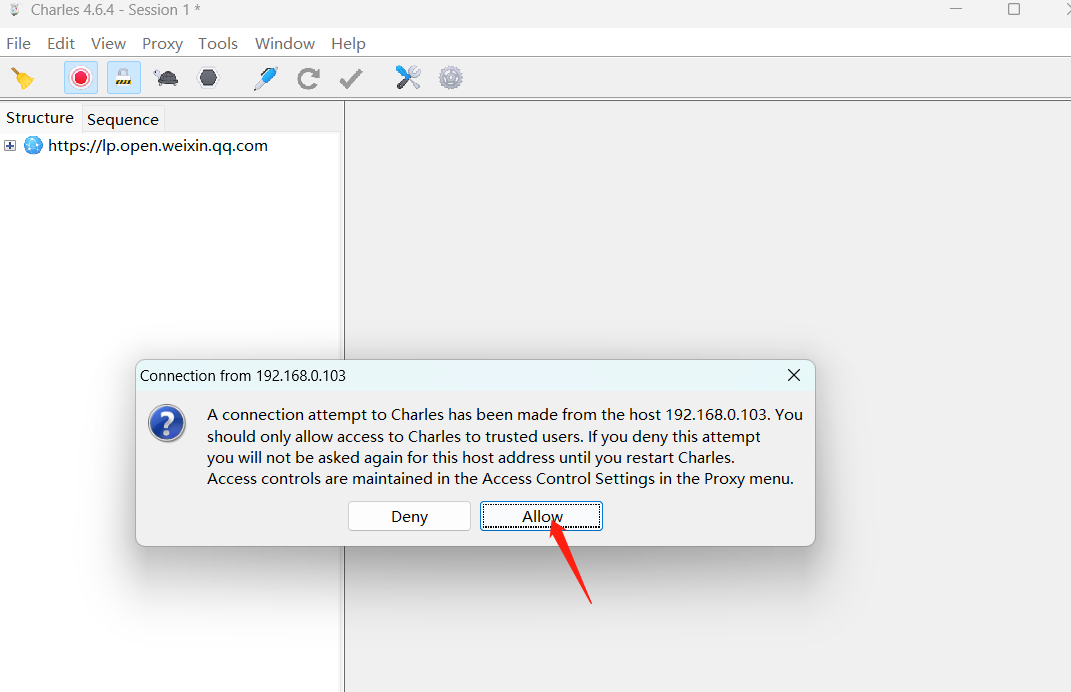 Charles 4.6.4 - Session 1 *
File Edit View Proxy Tools Window Help
Structure Sequence
https://lp.open.weixin.qq.com
Connection from 192.168.0.103
A connection attempt to Charles has been made from the host 192.168.0.103. You
should only allow access to Charles to trusted users. If you deny this attempt
you will not be asked again for this host address until you restart Charles.
Access controls are maintained in the Access Control Settings in the Proxy menu.
Deny Allow